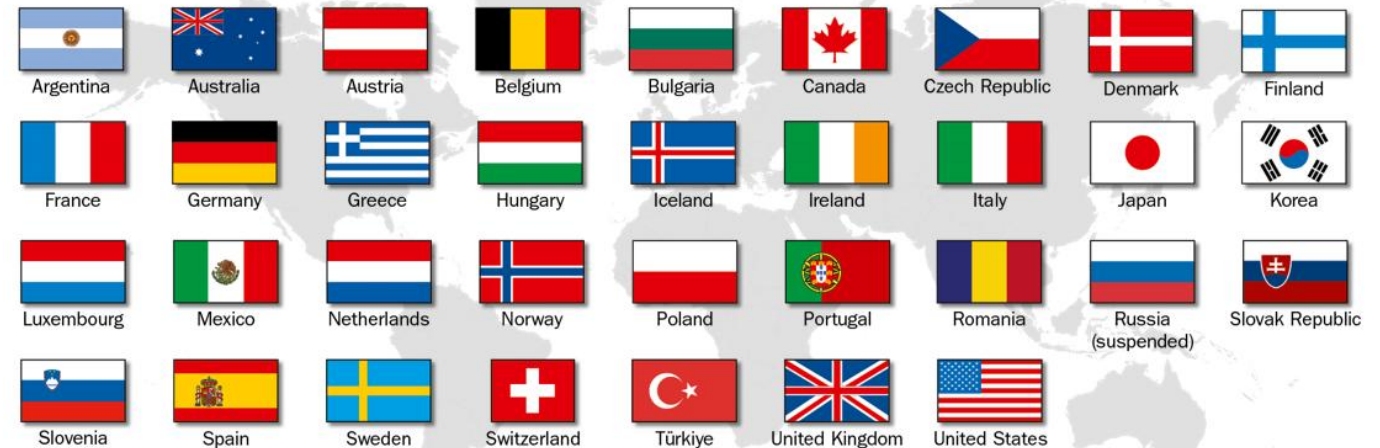 Argentina
Australia
Austria
Belgium
Bulgaria
Canada
Czech Republic
Denmark
Finland
France
Germany
Greece
Hungary
Iceland
Ireland
Italy
Japan
Korea
Luxembourg
Mexico
Netherlands
Norway
Poland
Portugal
Romania
Russia
(suspended)
Slovak Republic
Slovenia
Spain
Sweden
Switzerland
Türkiye
United Kingdom
United States